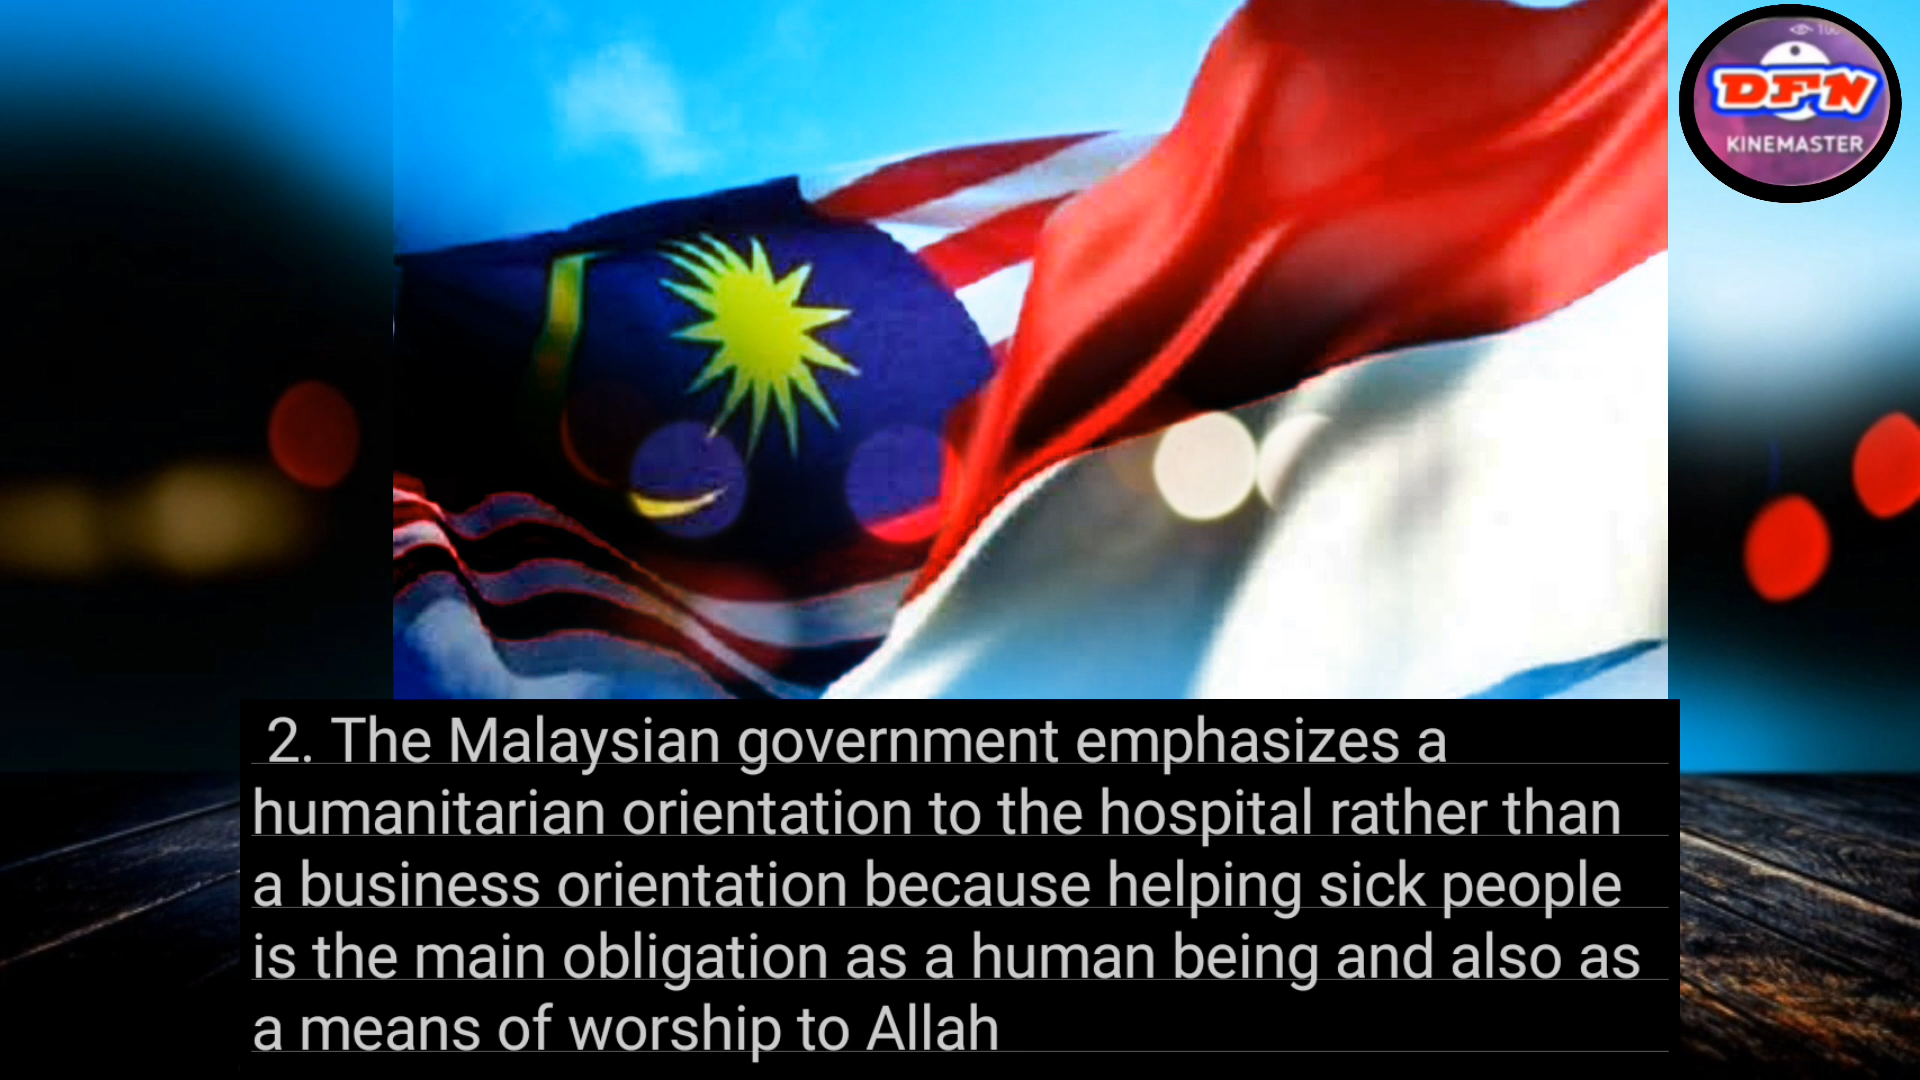 100
DFN
KINEMASTER
2. The Malaysian government emphasizes a
humanitarian orientation to the hospital rather than
a business orientation because helping sick people
is the main obligation as a human being and also as
a means of worship to Allah